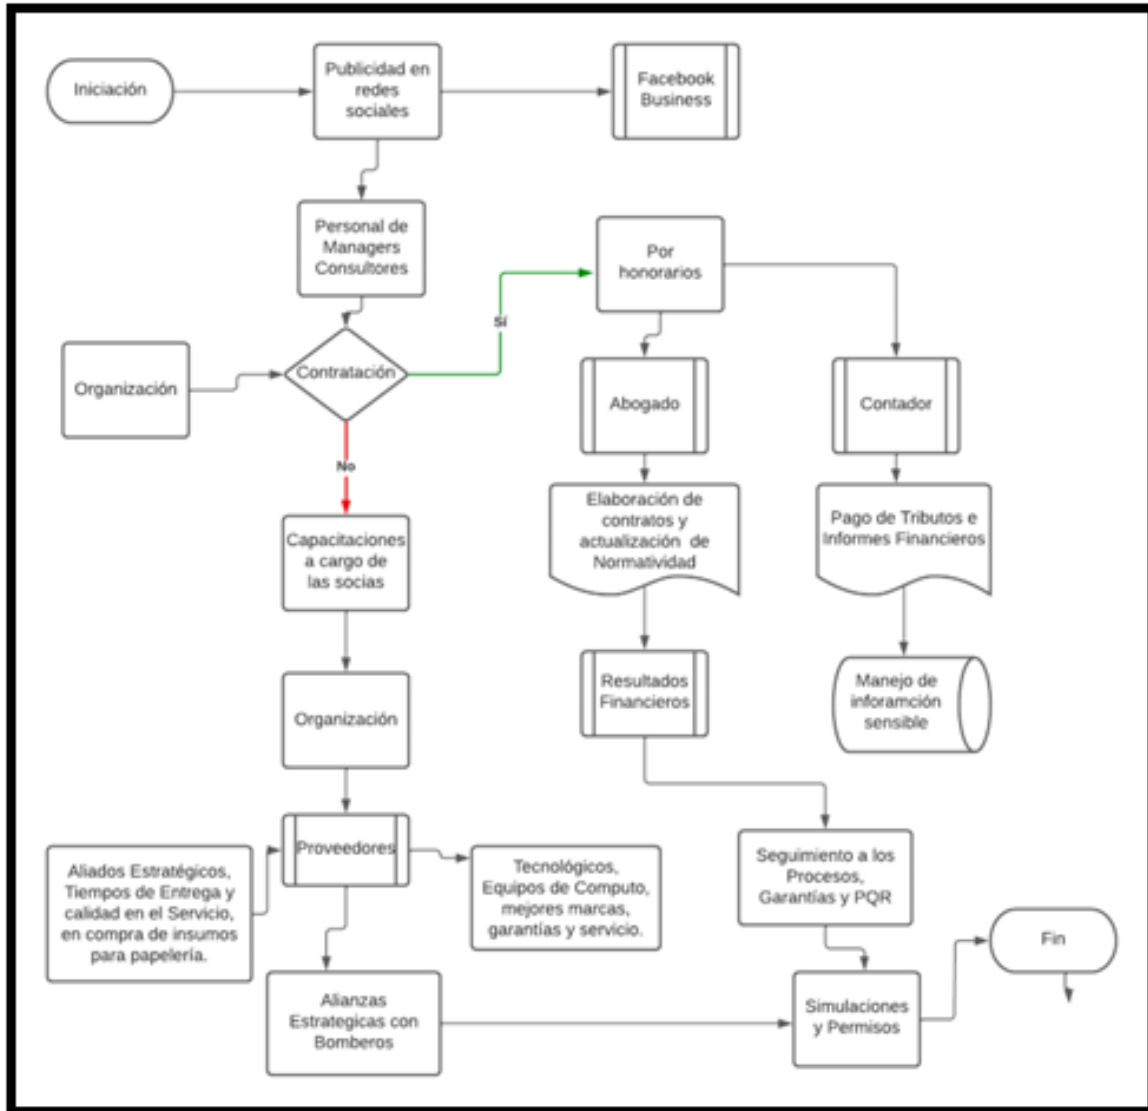 Iniciación
Publicidad en
redes
sociales
Facebook
Business
Personal de
Managers
Consultores
Por
honorarios
Sí
Organización
Contratación
Abogado
Contador
No
Elaboración de
contratos y
actualización de
Normatividad
Pago de Tributos e
Informes Financieros
Capacitaciones
a cargo de
las socias
Resultados
Financieros
Manejo de
inforamción
sensible
Organización
Proveedores
Aliados Estratégicos,
Tiempos de Entrega y
calidad en el Servicio,
en compra de insumos
para papelería.
Tecnológicos,
Equipos de Computo,
mejores marcas,
garantías y servicio.
Seguimiento a los
Procesos,
Garantías y PQR
Fin
Alianzas
Estrategicas con
Bomberos
Simulaciones
y Permisos